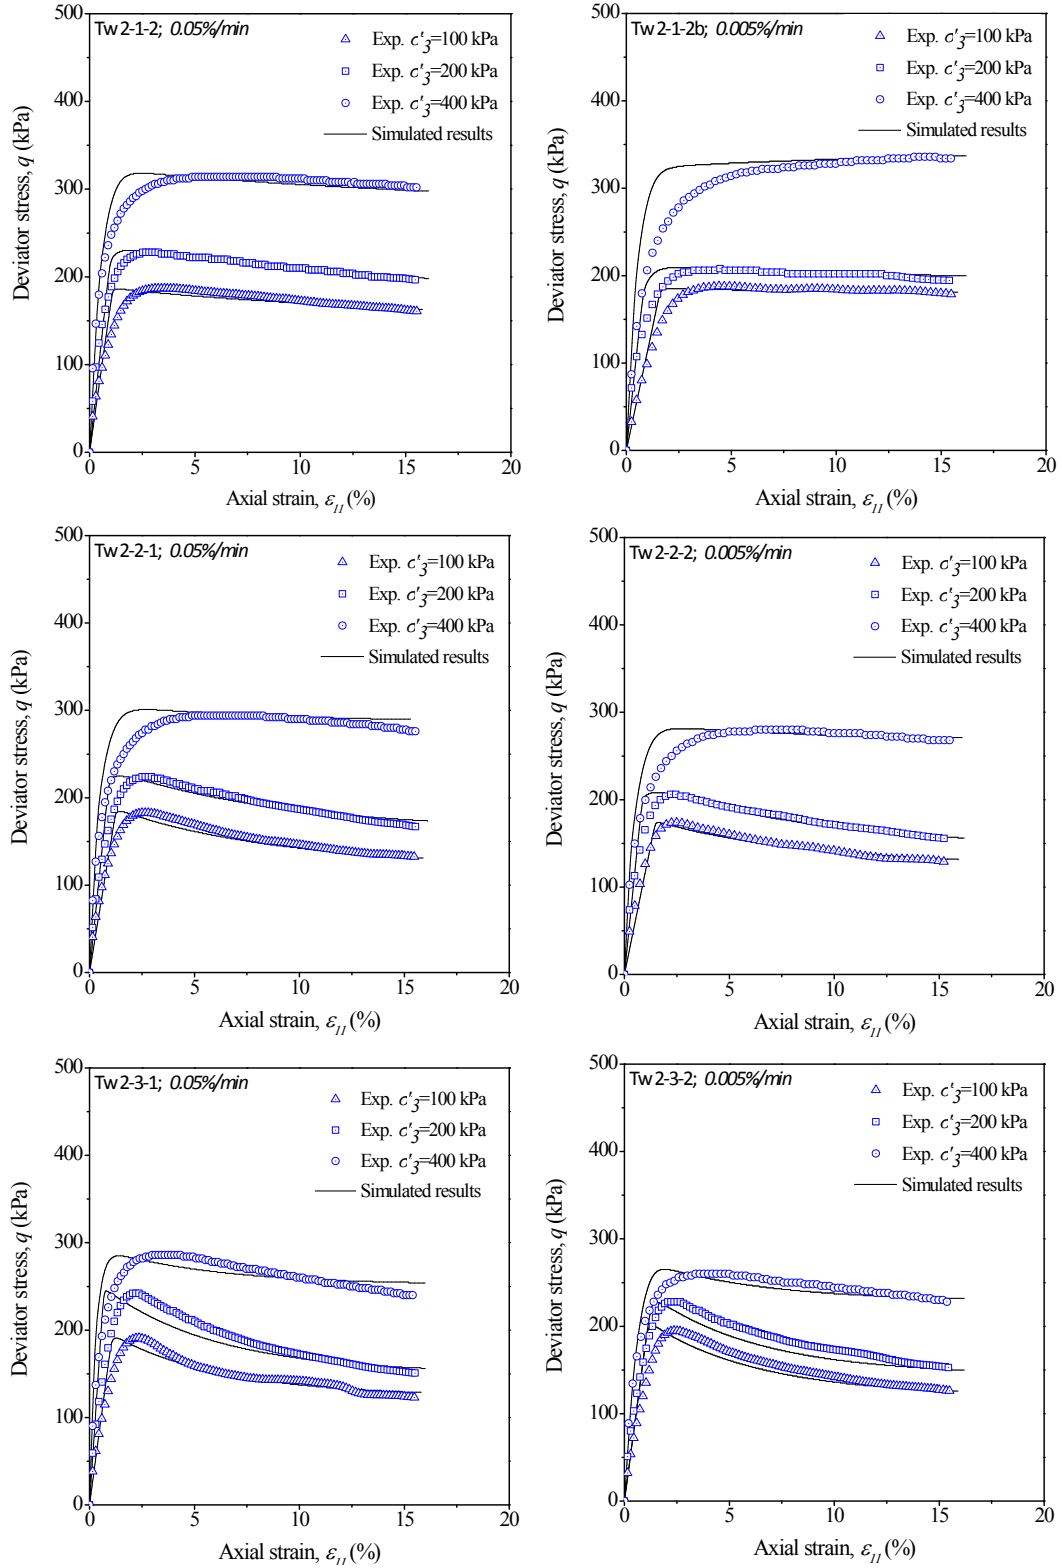 Tw 2-1-2; 0.05%/min
Exp. σ'3=100 kPa
Exp. σ'3=200 kPa
Exp. σ'3=400 kPa
Simulated results
Deviator stress, q (kPa)
500
400
300
200
100
0
0 5 10 15 20
Axial strain, ε11 (%)
Tw 2-1-2b; 0.005%/min
Exp. σ'3=100 kPa
Exp. σ'3=200 kPa
Exp. σ'3=400 kPa
Simulated results
Deviator stress, q (kPa)
500
400
300
200
100
0
0 5 10 15 20
Axial strain, ε11 (%)
Tw 2-2-1; 0.05%/min
Exp. σ'3=100 kPa
Exp. σ'3=200 kPa
Exp. σ'3=400 kPa
Simulated results
Deviator stress, q (kPa)
500
400
300
200
100
0
0 5 10 15 20
Axial strain, ε11 (%)
Tw 2-2-2; 0.005%/min
Exp. σ'3=100 kPa
Exp. σ'3=200 kPa
Exp. σ'3=400 kPa
Simulated results
Deviator stress, q (kPa)
500
400
300
200
100
0
0 5 10 15 20
Axial strain, ε11 (%)
Tw 2-3-1; 0.05%/min
Exp. σ'3=100 kPa
Exp. σ'3=200 kPa
Exp. σ'3=400 kPa
Simulated results
Deviator stress, q (kPa)
500
400
300
200
100
0
0 5 10 15 20
Axial strain, ε11 (%)
Tw 2-3-2; 0.005%/min
Exp. σ'3=100 kPa
Exp. σ'3=200 kPa
Exp. σ'3=400 kPa
Simulated results
Deviator stress, q (kPa)
500
400
300
200
100
0
0 5 10 15 20
Axial strain, ε11 (%)